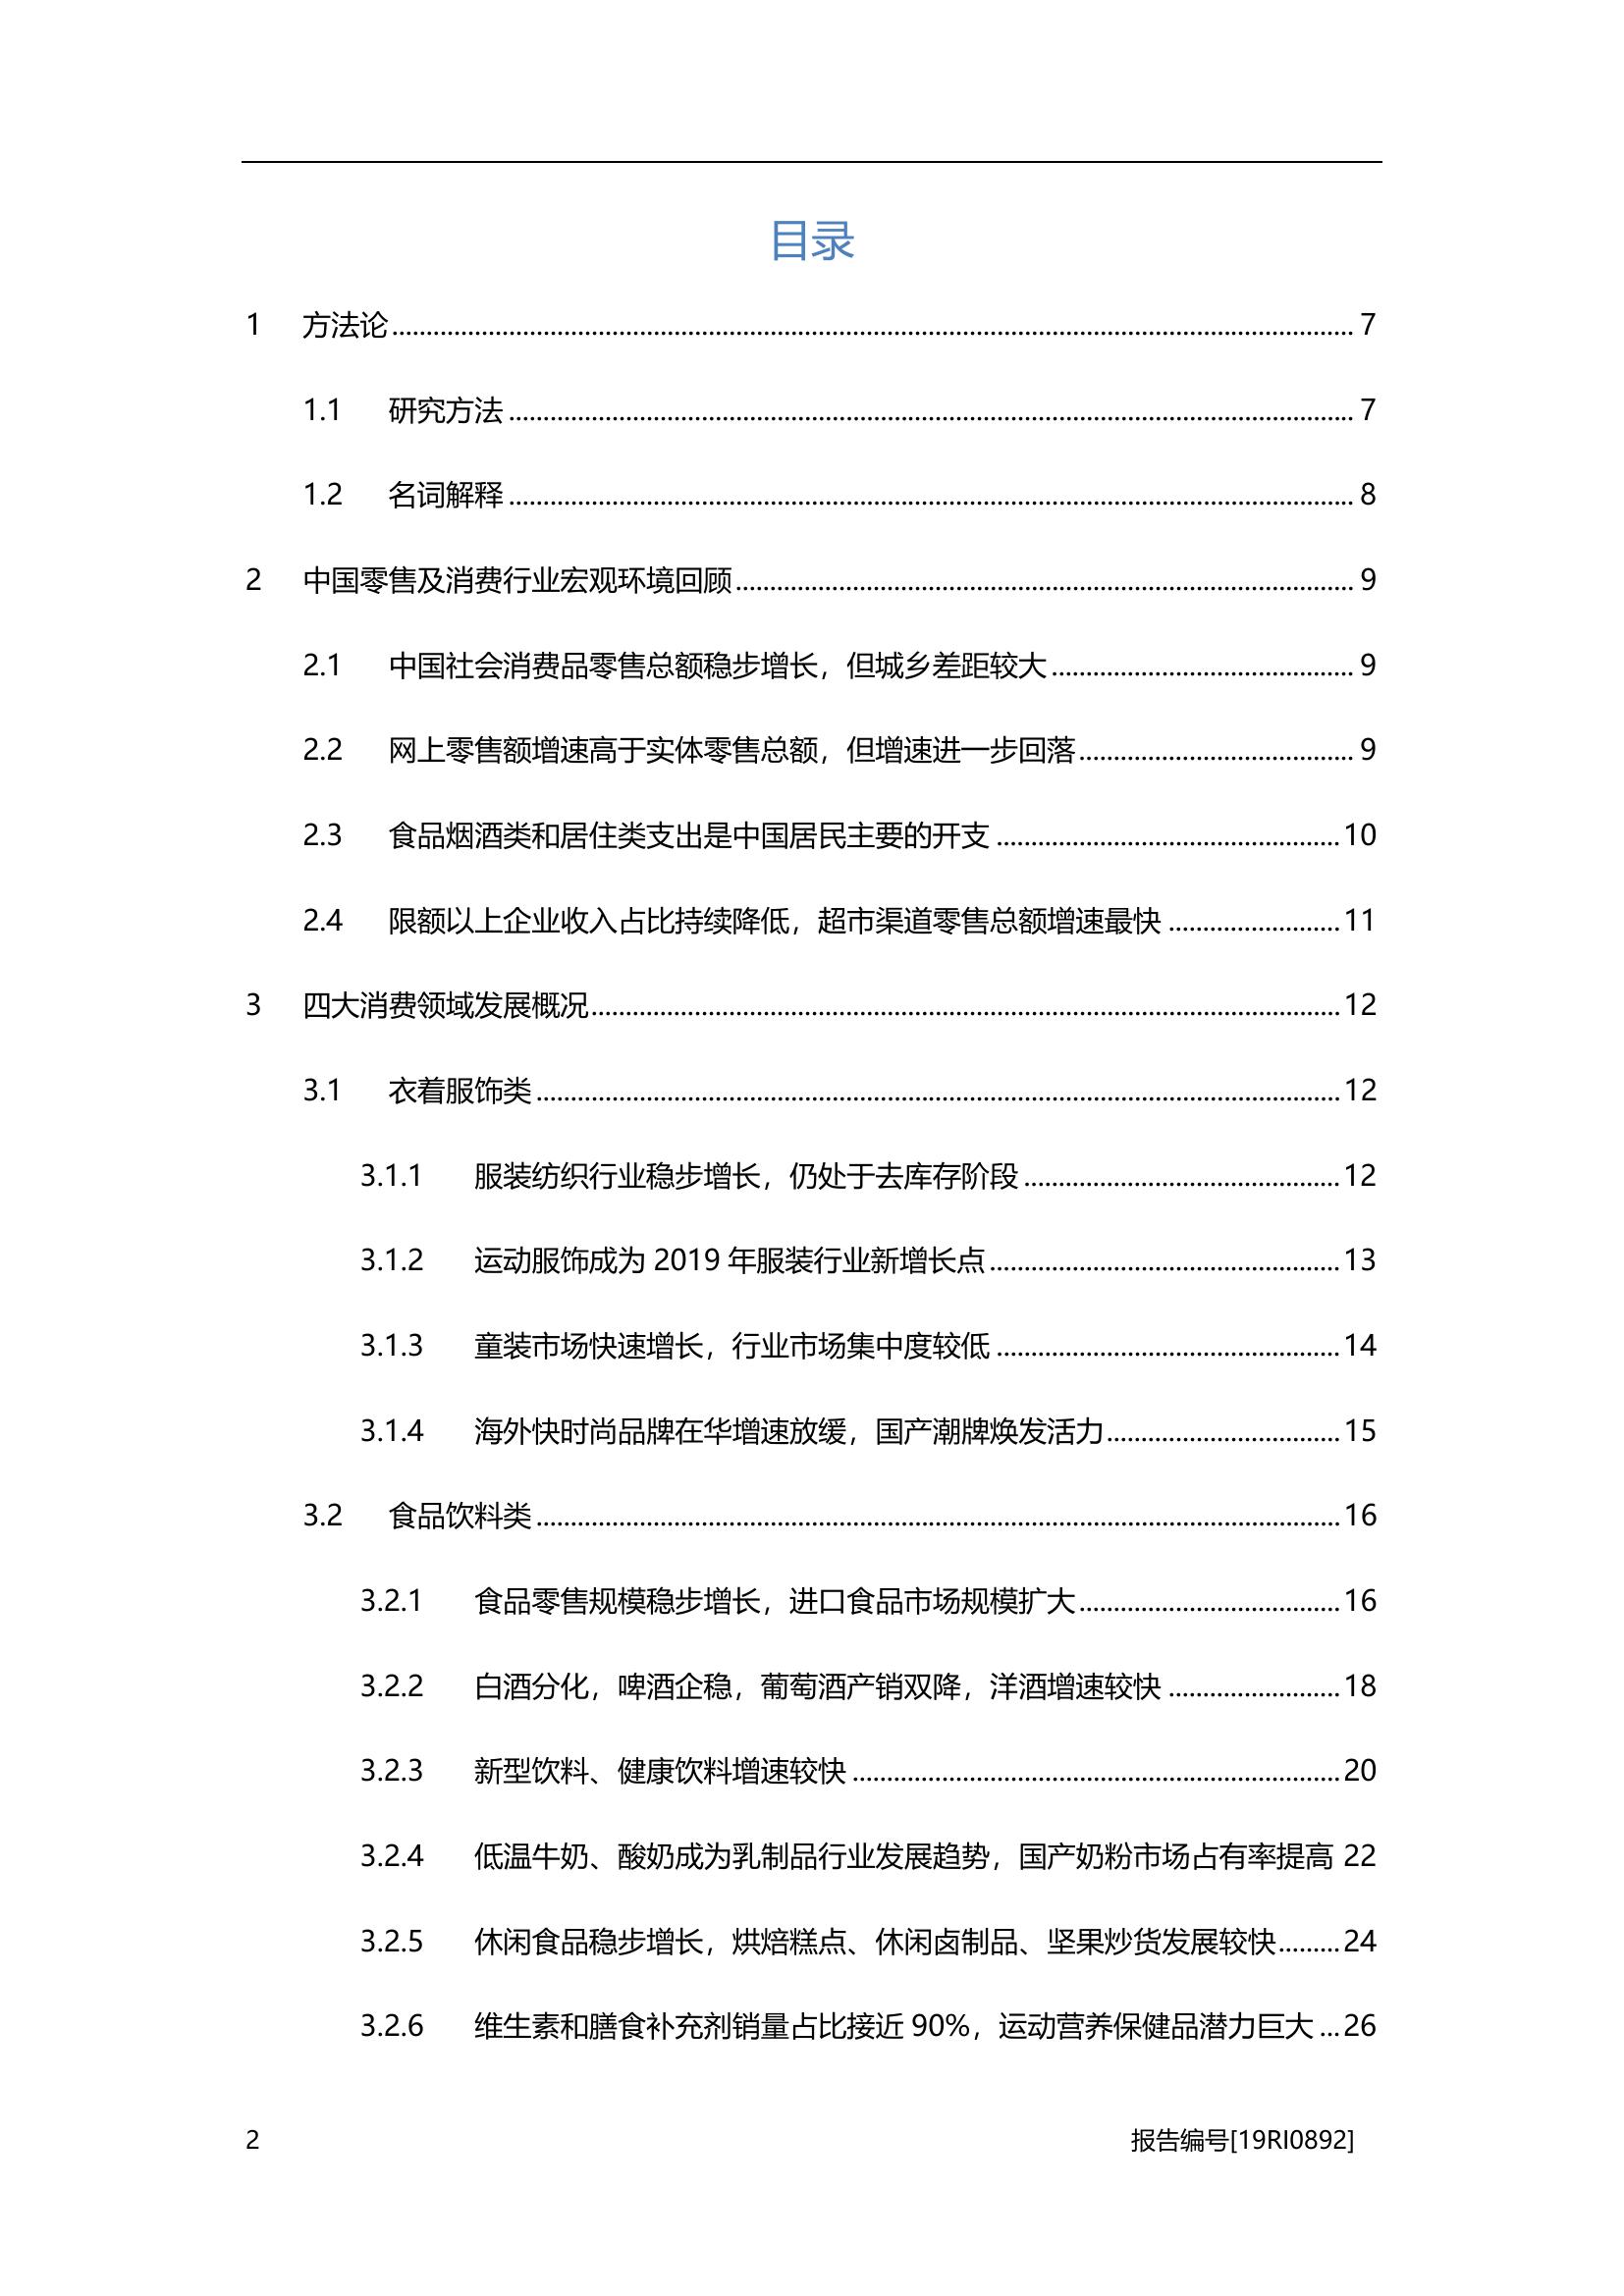 目录
1 方法论........................................................................ 7
1.1 研究方法........................................................................ 7
1.2 名词解释........................................................................ 8
2 中国零售及消费行业宏观环境回顾........................................................................ 9
2.1 中国社会消费品零售总额稳步增长，但城乡差距较大............................................ 9
2.2 网上零售额增速高于实体零售总额，但增速进一步回落........................................ 9
2.3 食品烟酒类和居住类支出是中国居民主要的开支..................................................10
2.4 限额以上企业收入占比持续降低，超市渠道零售总额增速最快.........................11
3 四大消费领域发展概况........................................................................12
3.1 衣着服饰类........................................................................12
3.1.1 服装纺织行业稳步增长，仍处于去库存阶段..............................................12
3.1.2 运动服饰成为 2019 年服装行业新增长点...................................................13
3.1.3 童装市场快速增长，行业市场集中度较低..................................................14
3.1.4 海外快时尚品牌在华增速放缓，国产潮牌焕发活力..................................15
3.2 食品饮料类........................................................................16
3.2.1 食品零售规模稳步增长，进口食品市场规模扩大......................................16
3.2.2 白酒分化，啤酒企稳，葡萄酒产销双降，洋酒增速较快.........................18
3.2.3 新型饮料、健康饮料增速较快.......................................................................20
3.2.4 低温牛奶、酸奶成为乳制品行业发展趋势，国产奶粉市场占有率提高 22
3.2.5 休闲食品稳步增长，烘焙糕点、休闲卤制品、坚果炒货发展较快.........24
3.2.6 维生素和膳食补充剂销量占比接近 90%，运动营养保健品潜力巨大...26
2 报告编号[19RI0892]